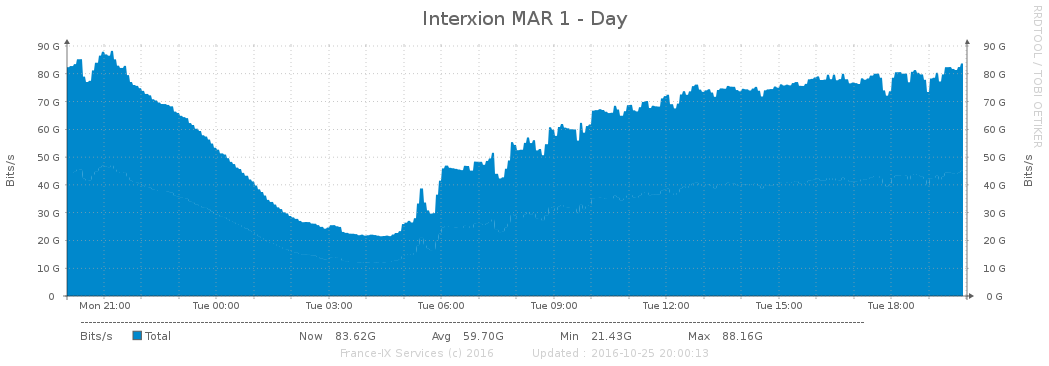 Interxion MAR 1 - Day
RRDTOOL / TOBI OETIKER
Bits/s
90 G
80 G
70 G
60 G
50 G
40 G
30 G
20 G
10 G
0
90 G
80 G
70 G
60 G
50 G
40 G
30 G
20 G
10 G
0 G
Bits/s
Mon 21:00 Tue 00:00 Tue 03:00 Tue 06:00 Tue 09:00 Tue 12:00 Tue 15:00 Tue 18:00
Bits/s Total Now 83.62G Avg 59.70G Min 21.43G Max 88.16G
France-IX Services (c) 2016 Updated : 2016-10-25 20:00:13